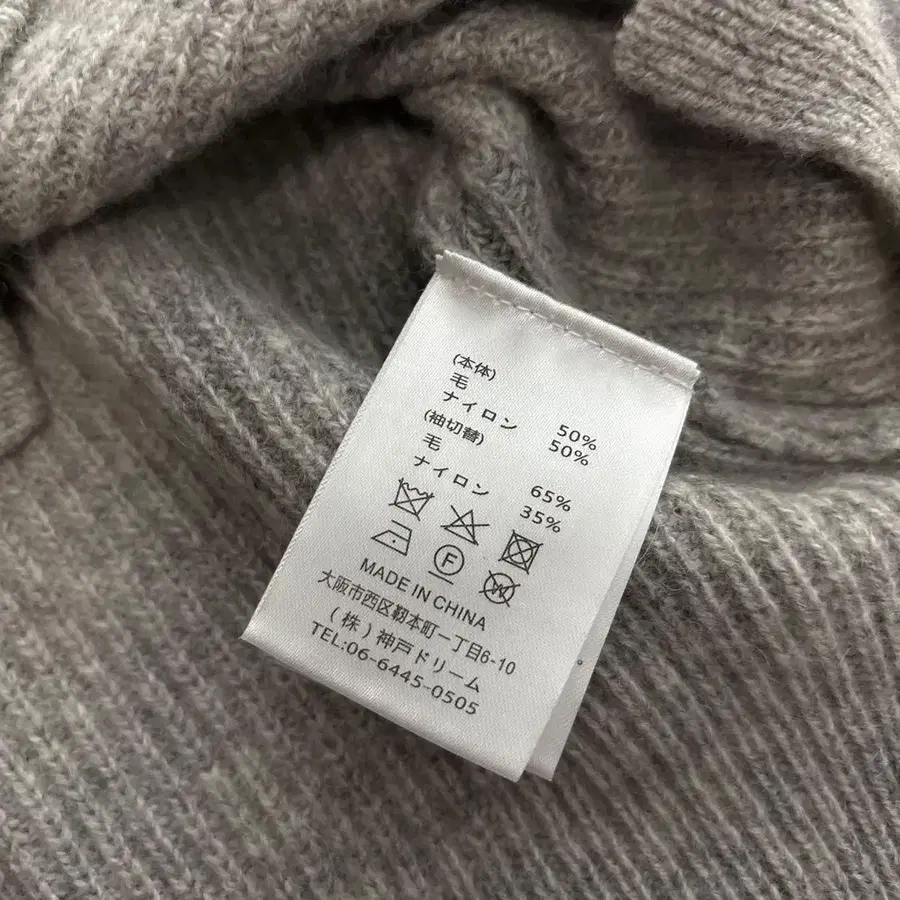 (本体)
毛 50%
ナイロン 50%
(袖切替)
毛 65%
ナイロン 35%
F
W
MADE IN CHINA
大阪市西区靭本町一丁目6-10
(株)神戸ドリーム
TEL:06-6445-0505